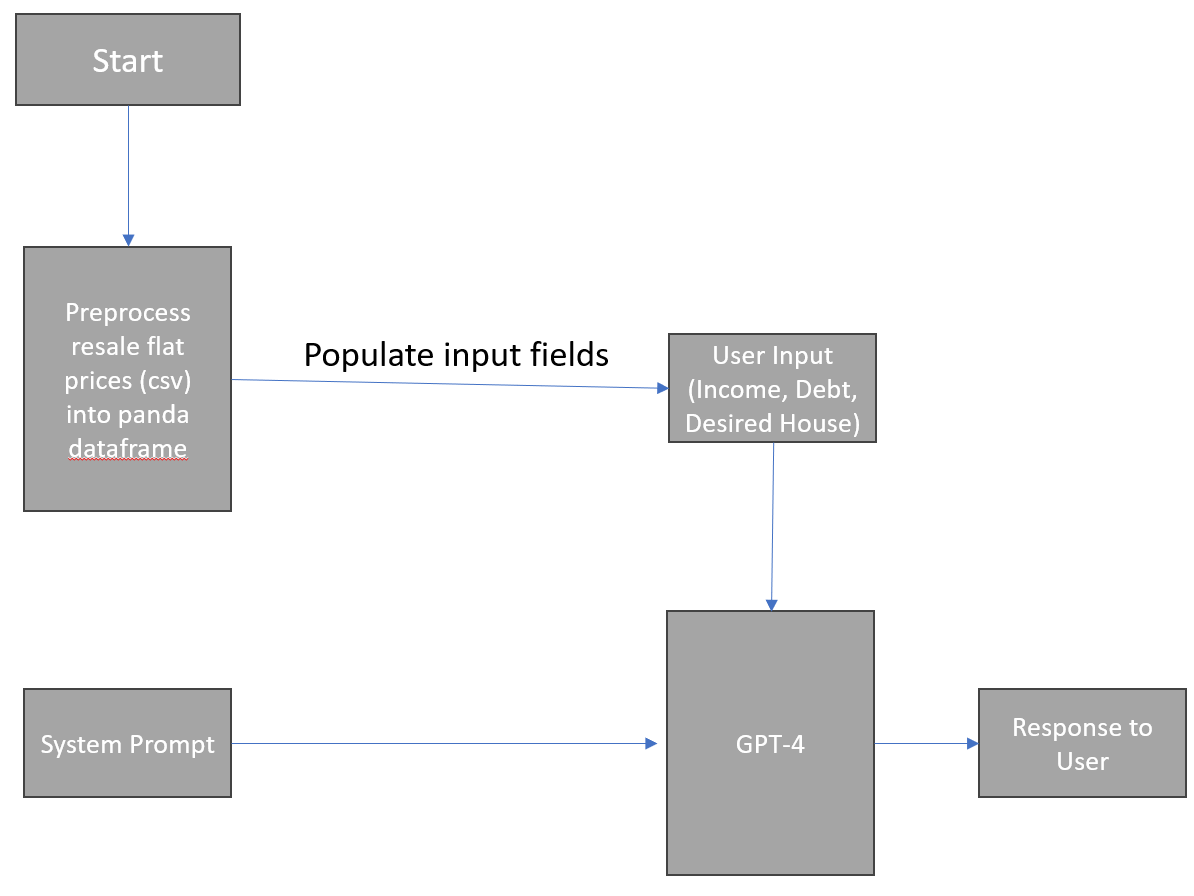 Start
Preprocess
resale flat
prices (csv)
into panda
dataframe
Populate input fields
User Input
(Income, Debt,
Desired House)
System Prompt
GPT-4
Response to
User